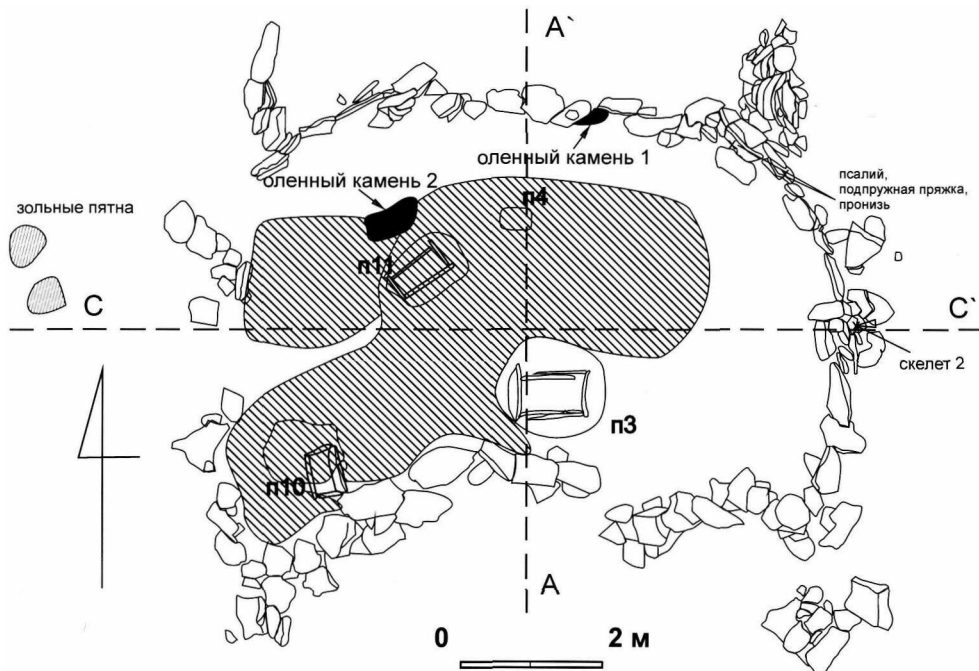 A`
оленный камень 1
оленный камень 2
псалий,
подпружная пряжка,
пронизь
п4
зольные пятна
п11
C
C`
скелет 2
п3
п10
A
0
2 м